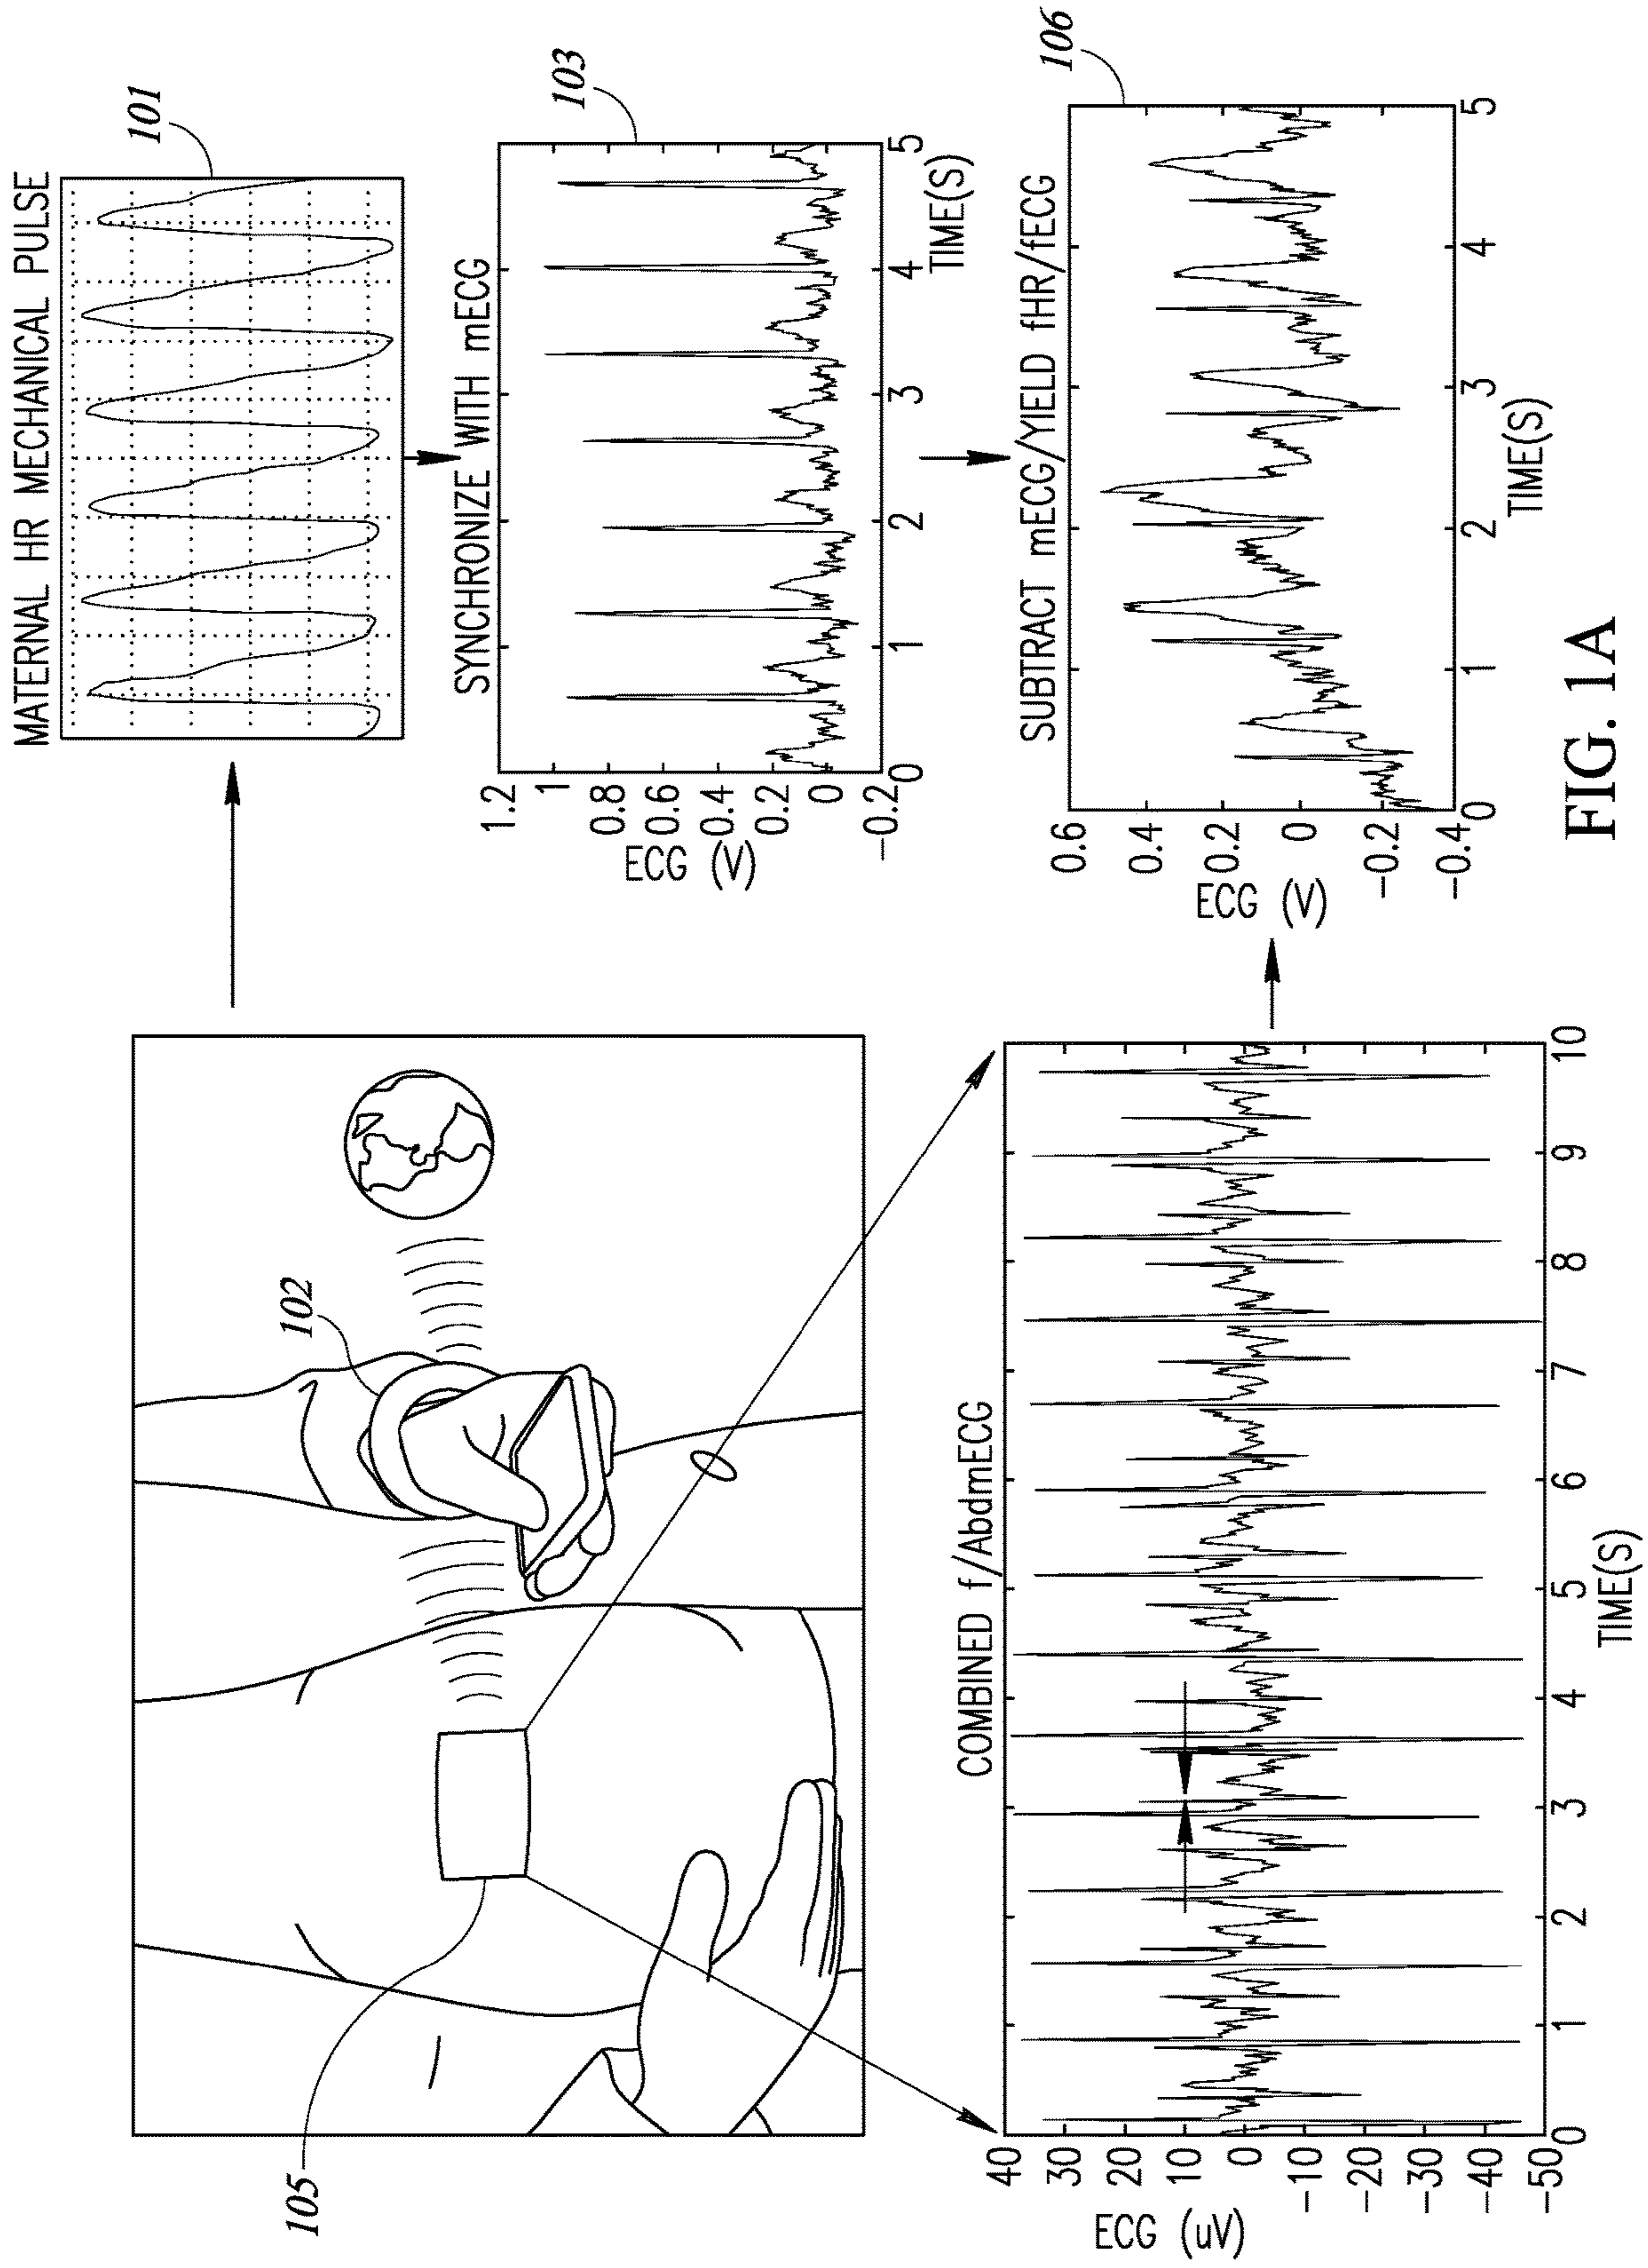 105
102
MATERNAL HR MECHANICAL PULSE
101
SYNCHRONIZE WITH mECG
103
1.2
1
0.8
0.6
0.4
0.2
0
-0.2
ECG (V)
0 1 2 3 4 5
TIME(S)
COMBINED f/AbdmECG
40
30
20
10
0
-10
-20
-30
-40
-50
ECG (uV)
0 1 2 3 4 5 6 7 8 9 10
TIME(S)
SUBTRACT mECG/YIELD fHR/fECG
106
0.6
0.4
0.2
0
-0.2
-0.4
ECG (V)
0 1 2 3 4 5
TIME(S)
FIG. 1A